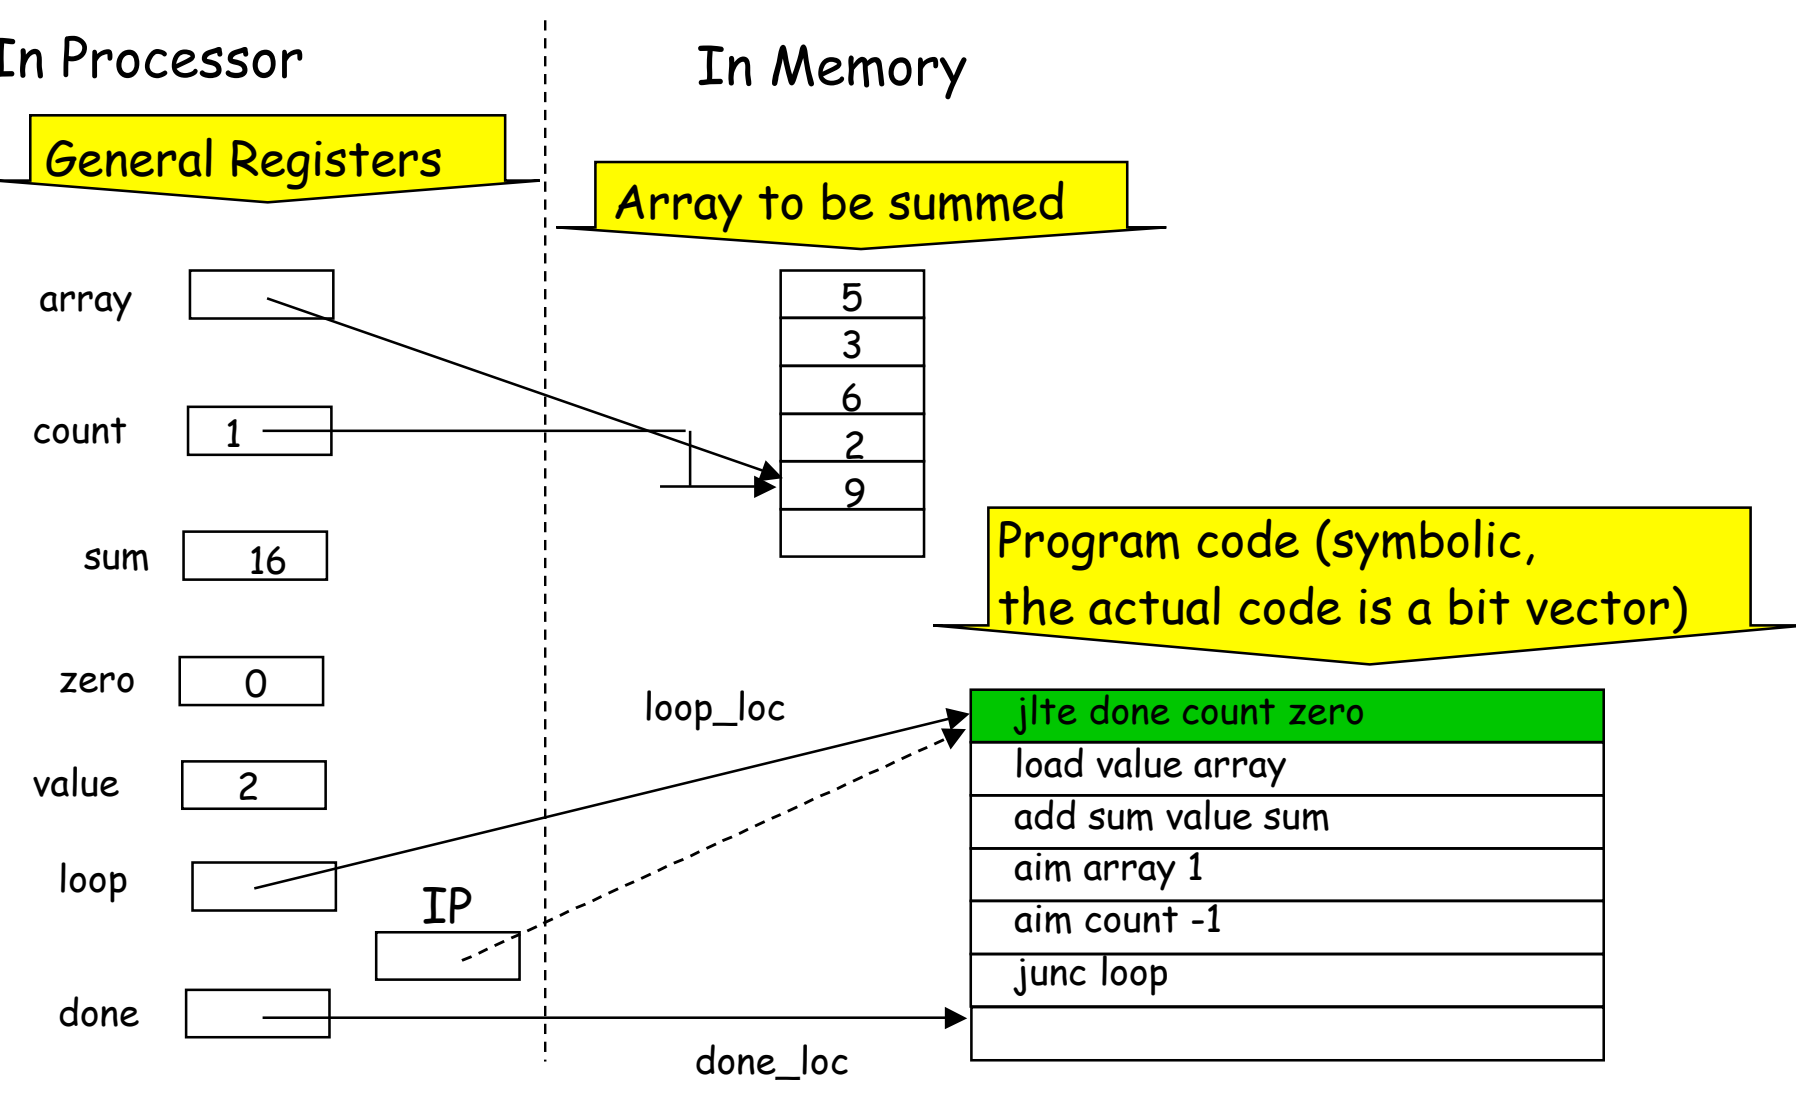 In Processor
In Memory
General Registers
Array to be summed
array
5
3
6
count 1
2
9
sum 16
Program code (symbolic,
the actual code is a bit vector)
zero 0
loop_loc
jlte done count zero
load value array
value 2
add sum value sum
aim array 1
loop
IP
aim count -1
junc loop
done
done_loc